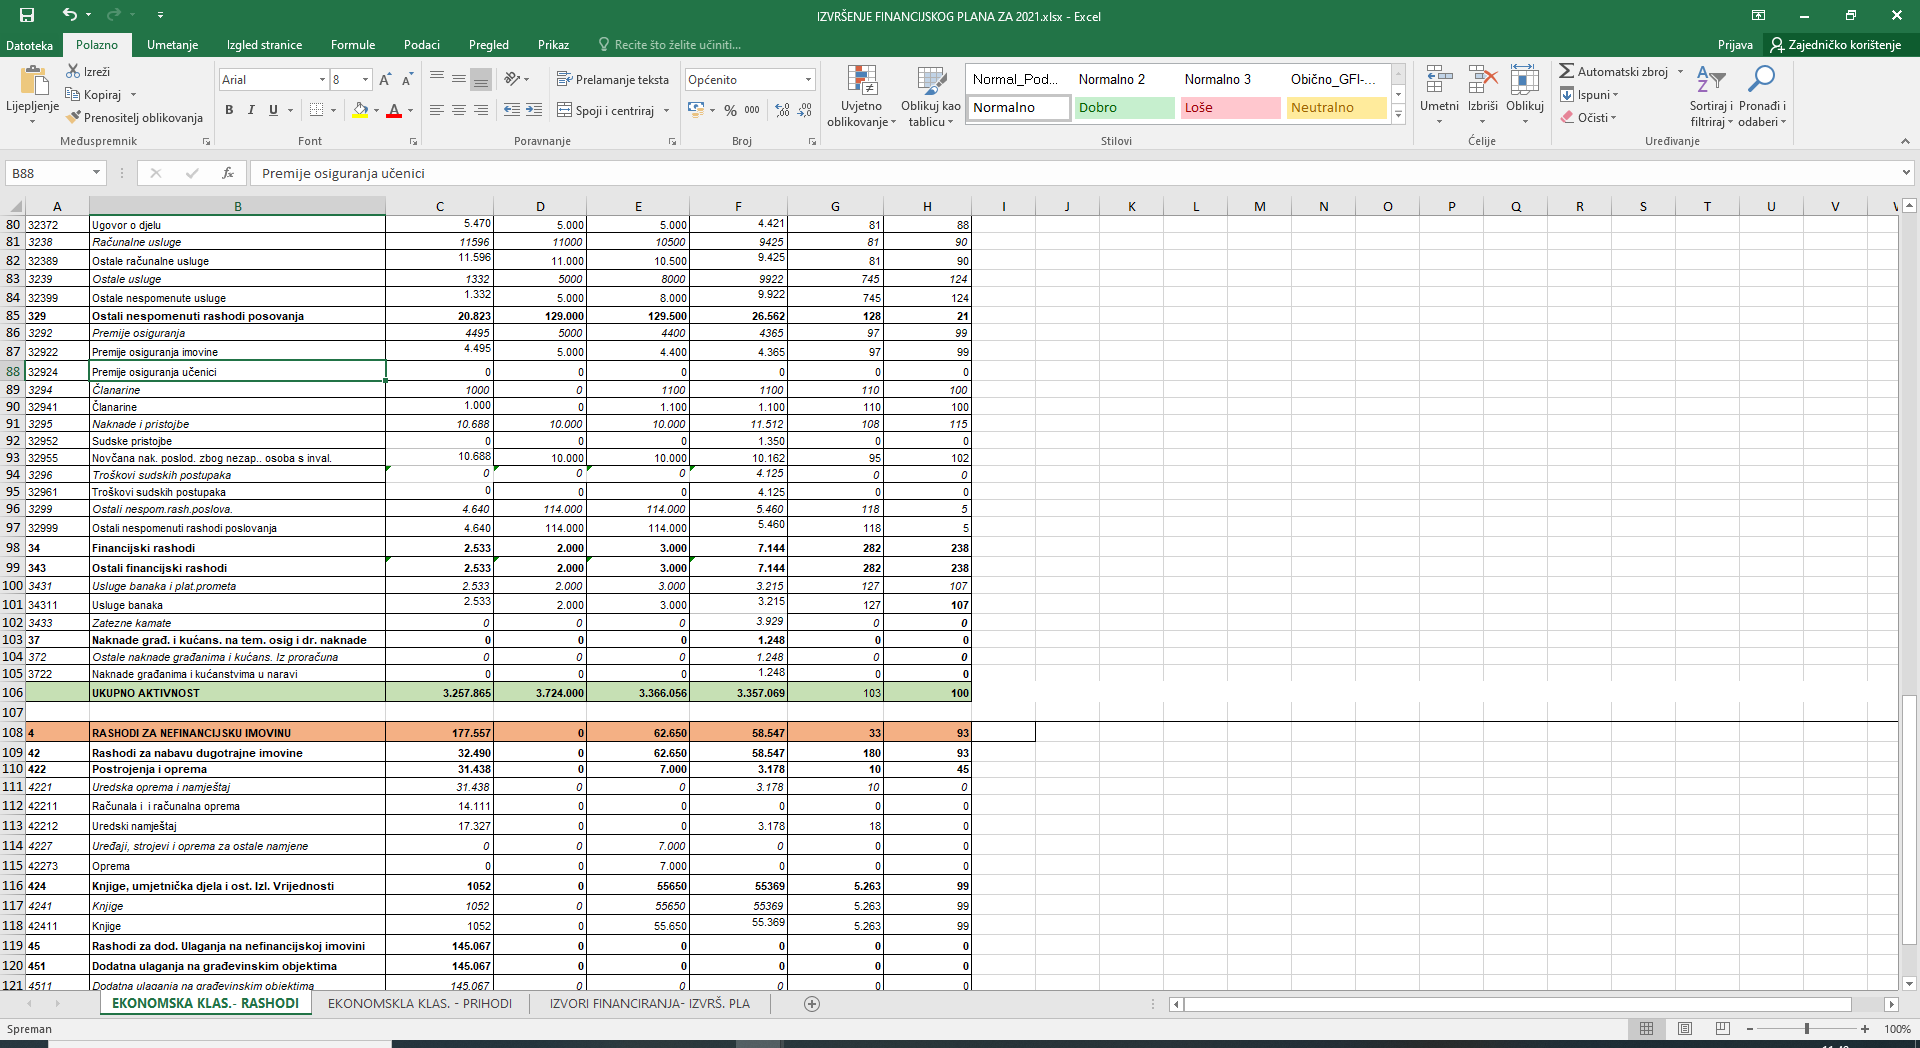 IZVRŠENJE FINANCIJSKOG PLANA ZA 2021.xlsx - Excel
Datoteka Polazno Umetanje Izgled stranice Formule Podaci Pregled Prikaz Recite što želite učiniti... Prijava Zajedničko korištenje
Lijepljenje
Izreži
Kopiraj
Prenositelj oblikovanja
Međuspremnik
Arial 8
B I U
Font
Prelamanje teksta
Spoji i centriraj
Poravnanje
Općenito
% 000
Broj
Uvjetno oblikovanje
Oblikuj kao tablicu
Normal_Pod... Normalno 2 Normalno 3 Obično_GFI-...
Normalno Dobro Loše Neutralno
Stilovi
Umetni Izbriši Oblikuj
Ćelije
Automatski zbroj
Ispuni
Očisti
Sortiraj i filtriraj
Pronađi i odaberi
Uređivanje
B88 fx Premije osiguranja učenici
A B C D E F G H I J K L M N O P Q R S T U V
80 32372 Ugovor o djelu 5.470 5.000 5.000 4.421 81 88
81 3238 Računalne usluge 11596 11000 10500 9425 81 90
82 32389 Ostale računalne usluge 11.596 11.000 10.500 9.425 81 90
83 3239 Ostale usluge 1332 5000 8000 9922 745 124
84 32399 Ostale nespomenute usluge 1.332 5.000 8.000 9.922 745 124
85 329 Ostali nespomenuti rashodi posovanja 20.823 129.000 129.500 26.562 128 21
86 3292 Premije osiguranja 4495 5000 4400 4365 97 99
87 32922 Premije osiguranja imovine 4.495 5.000 4.400 4.365 97 99
88 32924 Premije osiguranja učenici 0 0 0 0 0 0
89 3294 Članarine 1000 0 1100 1100 110 100
90 32941 Članarine 1.000 0 1.100 1.100 110 100
91 3295 Naknade i pristojbe 10.688 10.000 10.000 11.512 108 115
92 32952 Sudske pristojbe 0 0 0 1.350 0 0
93 32955 Novčana nak. poslod. zbog nezap.. osoba s inval. 10.688 10.000 10.000 10.162 95 102
94 3296 Troškovi sudskih postupaka 0 0 0 4.125 0 0
95 32961 Troškovi sudskih postupaka 0 0 0 4.125 0 0
96 3299 Ostali nespom.rash.poslova. 4.640 114.000 114.000 5.460 118 5
97 32999 Ostali nespomenuti rashodi poslovanja 4.640 114.000 114.000 5.460 118 5
98 34 Financijski rashodi 2.533 2.000 3.000 7.144 282 238
99 343 Ostali financijski rashodi 2.533 2.000 3.000 7.144 282 238
100 3431 Usluge banaka i plat.prometa 2.533 2.000 3.000 3.215 127 107
101 34311 Usluge banaka 2.533 2.000 3.000 3.215 127 107
102 3433 Zatezne kamate 0 0 0 3.929 0 0
103 37 Naknade građ. i kućans. na tem. osig i dr. naknade 0 0 0 1.248 0 0
104 372 Ostale naknade građanima i kućans. Iz proračuna 0 0 0 1.248 0 0
105 3722 Naknade građanima i kućanstvima u naravi 0 0 0 1.248 0 0
106 UKUPNO AKTIVNOST 3.257.865 3.724.000 3.366.056 3.357.069 103 100
107
108 4 RASHODI ZA NEFINANCIJSKU IMOVINU 177.557 0 62.650 58.547 33 93
109 42 Rashodi za nabavu dugotrajne imovine 32.490 0 62.650 58.547 180 93
110 422 Postrojenja i oprema 31.438 0 7.000 3.178 10 45
111 4221 Uredska oprema i namještaj 31.438 0 0 3.178 10 0
112 42211 Računala i i računalna oprema 14.111 0 0 0 0 0
113 42212 Uredski namještaj 17.327 0 0 3.178 18 0
114 4227 Uređaji, strojevi i oprema za ostale namjene 0 0 7.000 0 0 0
115 42273 Oprema 0 0 7.000 0 0 0
116 424 Knjige, umjetnička djela i ost. Izl. Vrijednosti 1052 0 55650 55369 5.263 99
117 4241 Knjige 1052 0 55650 55369 5.263 99
118 42411 Knjige 1052 0 55.650 55.369 5.263 99
119 45 Rashodi za dod. Ulaganja na nefinancijskoj imovini 145.067 0 0 0 0 0
120 451 Dodatna ulaganja na građevinskim objektima 145.067 0 0 0 0 0
121 4511 Dodatna ulaganja na građevinskim objektima 145.067 0 0 0 0 0
EKONOMSKA KLAS.- RASHODI EKONOMSKLA KLAS. - PRIHODI IZVORI FINANCIRANJA- IZVRŠ. PLA
Spreman 100%